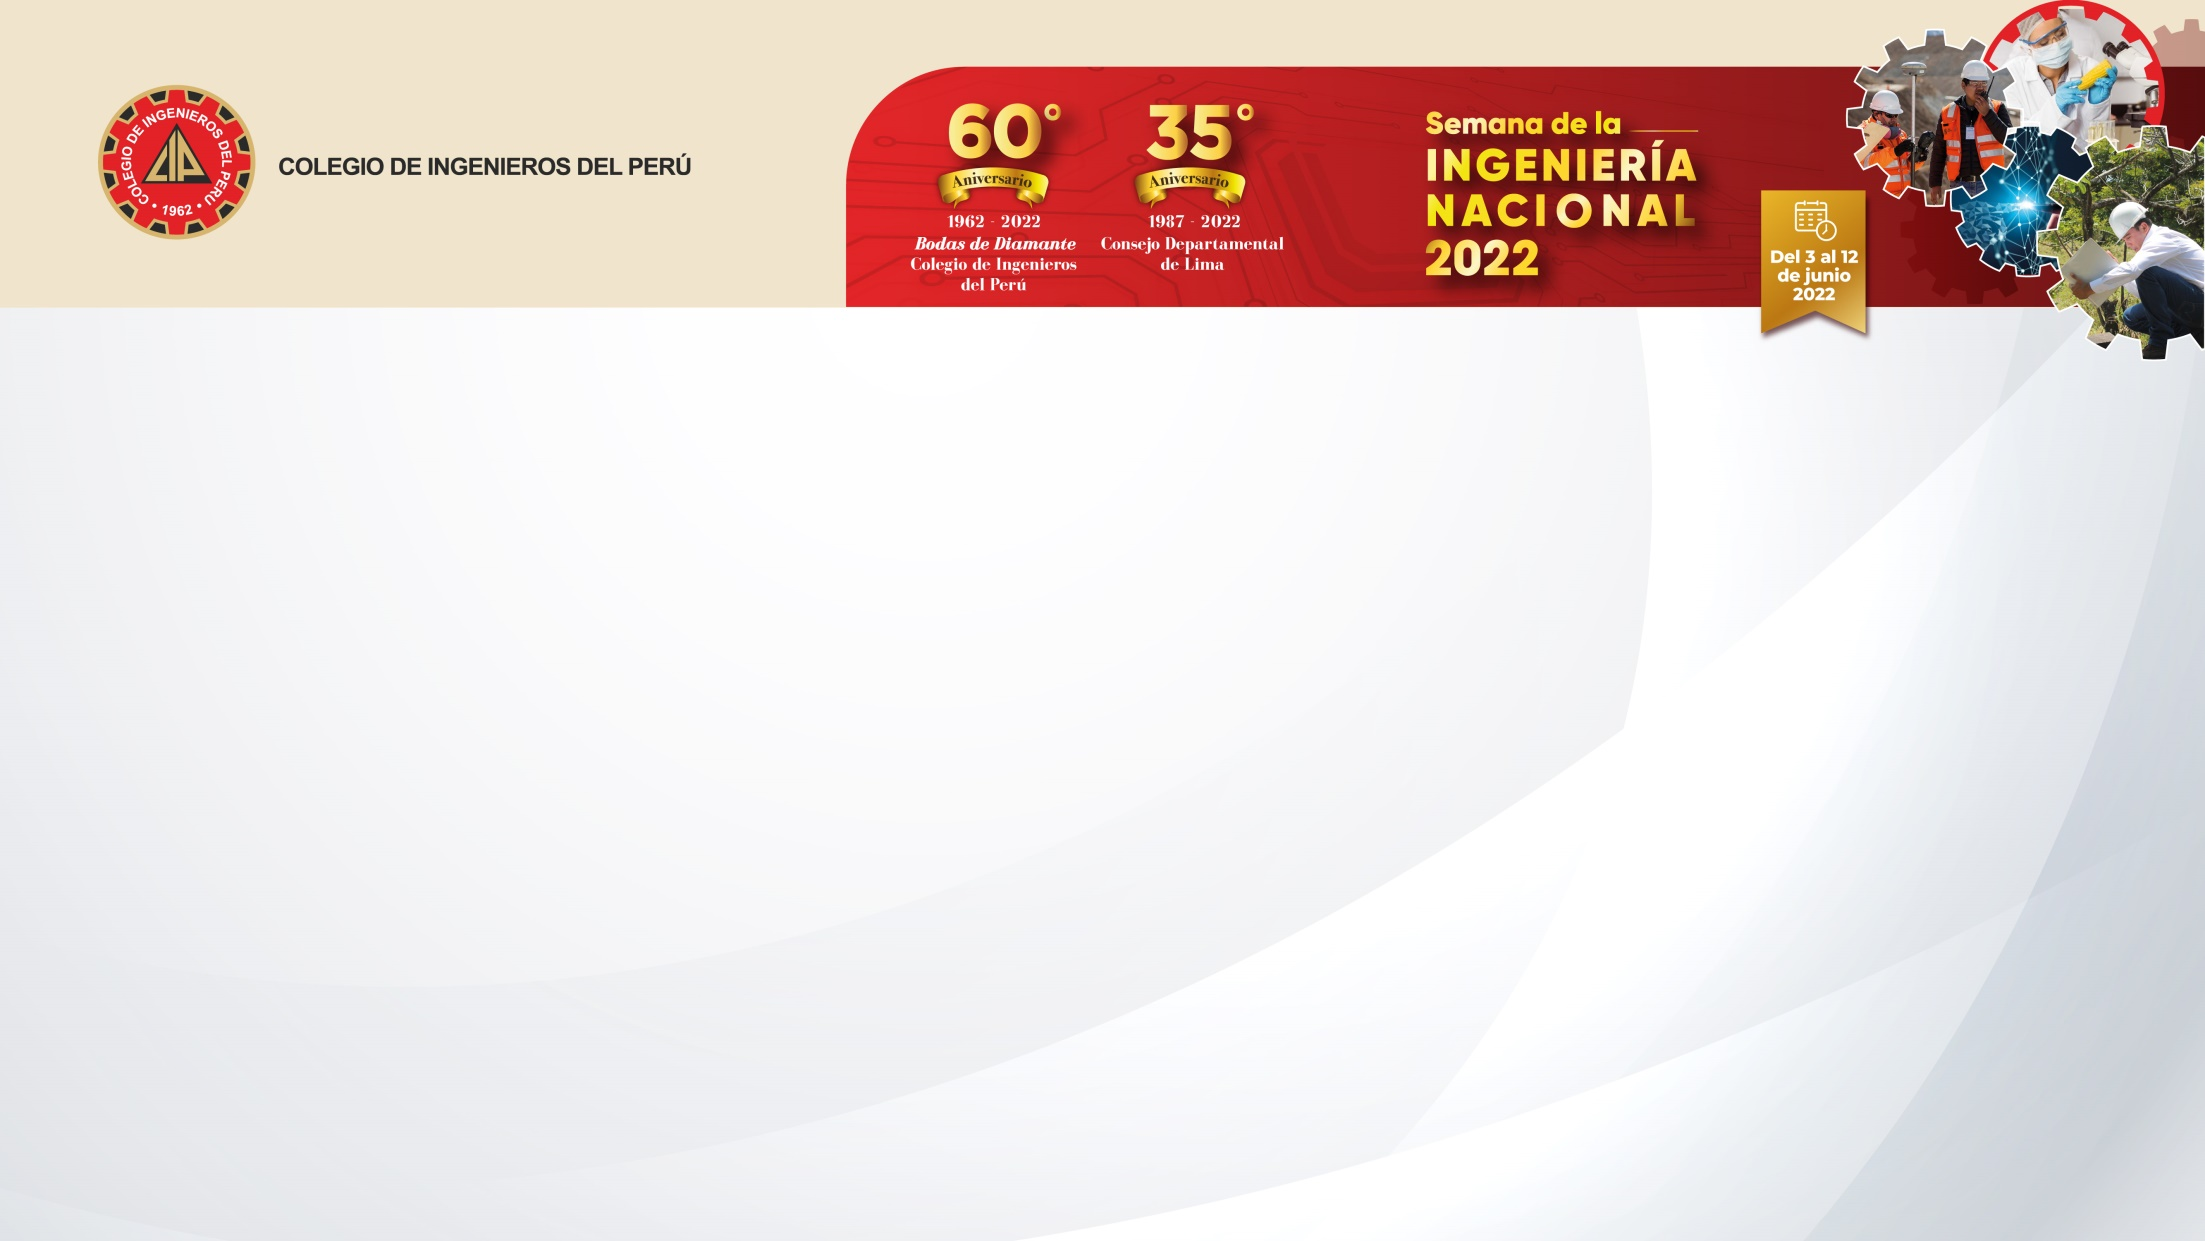 COLEGIO DE INGENIEROS DEL PERU
• 1962 •
CIP
COLEGIO DE INGENIEROS DEL PERÚ
60°
Aniversario
1962 - 2022
Bodas de Diamante
Colegio de Ingenieros
del Perú
35°
Aniversario
1987 - 2022
Consejo Departamental
de Lima
Semana de la
INGENIERÍA
NACIONAL
2022
Del 3 al 12
de junio
2022